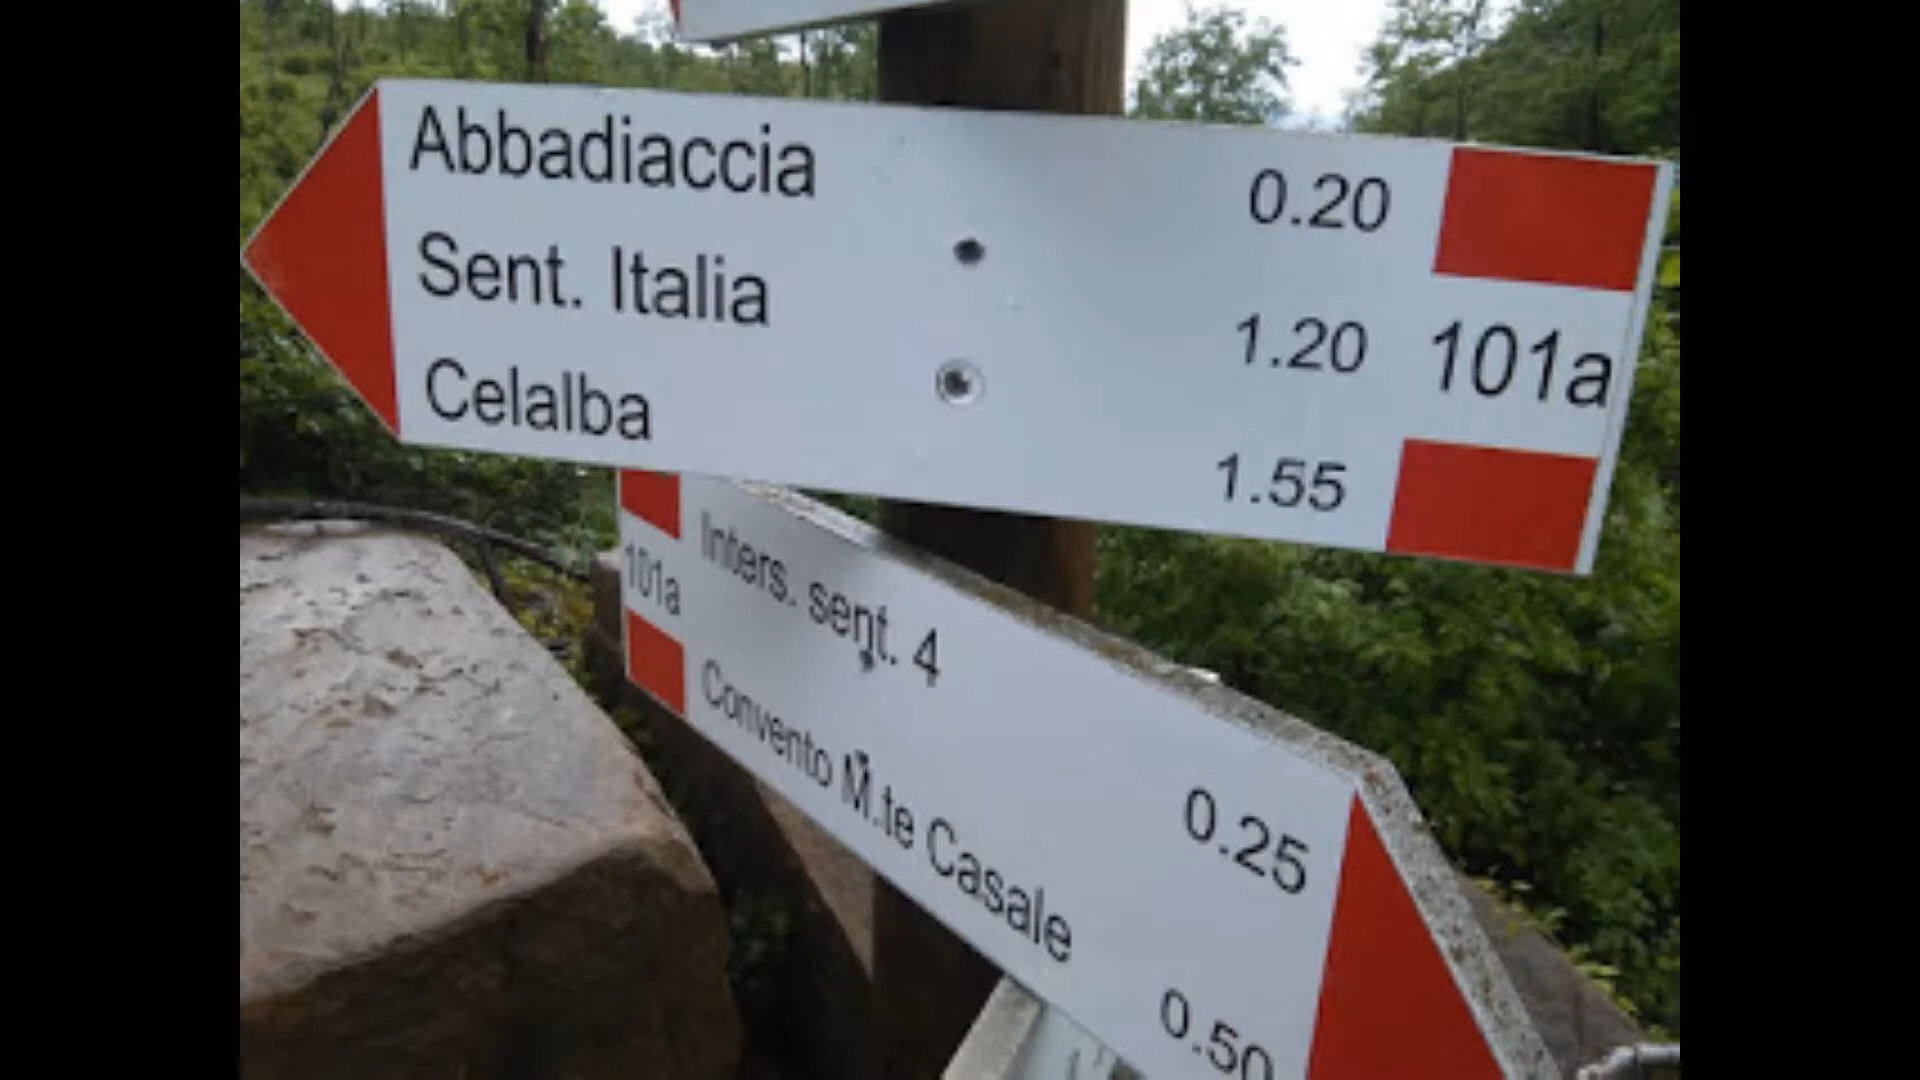 Abbadiaccia 0.20
Sent. Italia 1.20 101a
Celalba 1.55
101a Inters. sent. 4 0.25
Convento M.te Casale 0.50